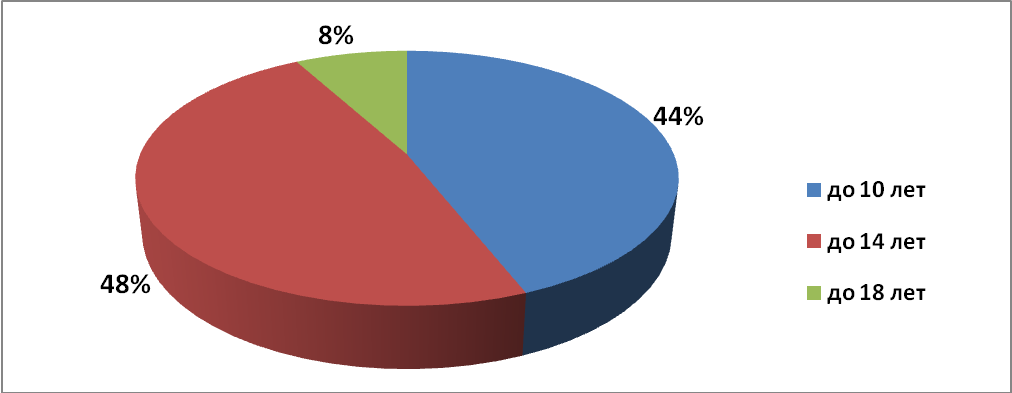 8%
44%
48%
до 10 лет
до 14 лет
до 18 лет